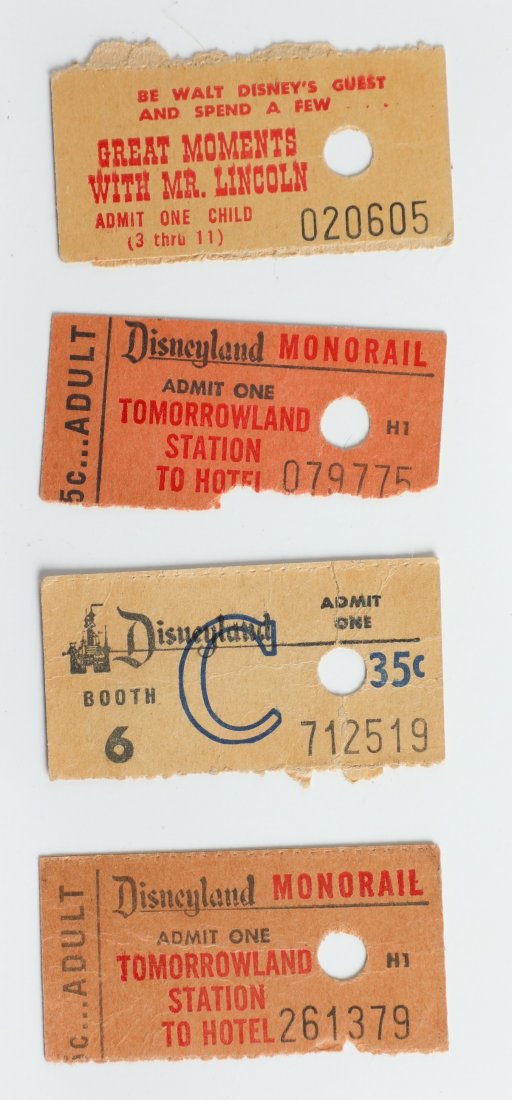 BE WALT DISNEY'S GUEST
AND SPEND A FEW ....
GREAT MOMENTS
WITH MR. LINCOLN
ADMIT ONE CHILD
(3 thru 11)
020605
5c...ADULT
Disneyland MONORAIL
ADMIT ONE
TOMORROWLAND
STATION
TO HOTEL
H1
079775
Disneyland
ADMIT
ONE
C
35c
BOOTH
6
712519
5c...ADULT
Disneyland MONORAIL
ADMIT ONE
TOMORROWLAND
STATION
TO HOTEL
H1
261379